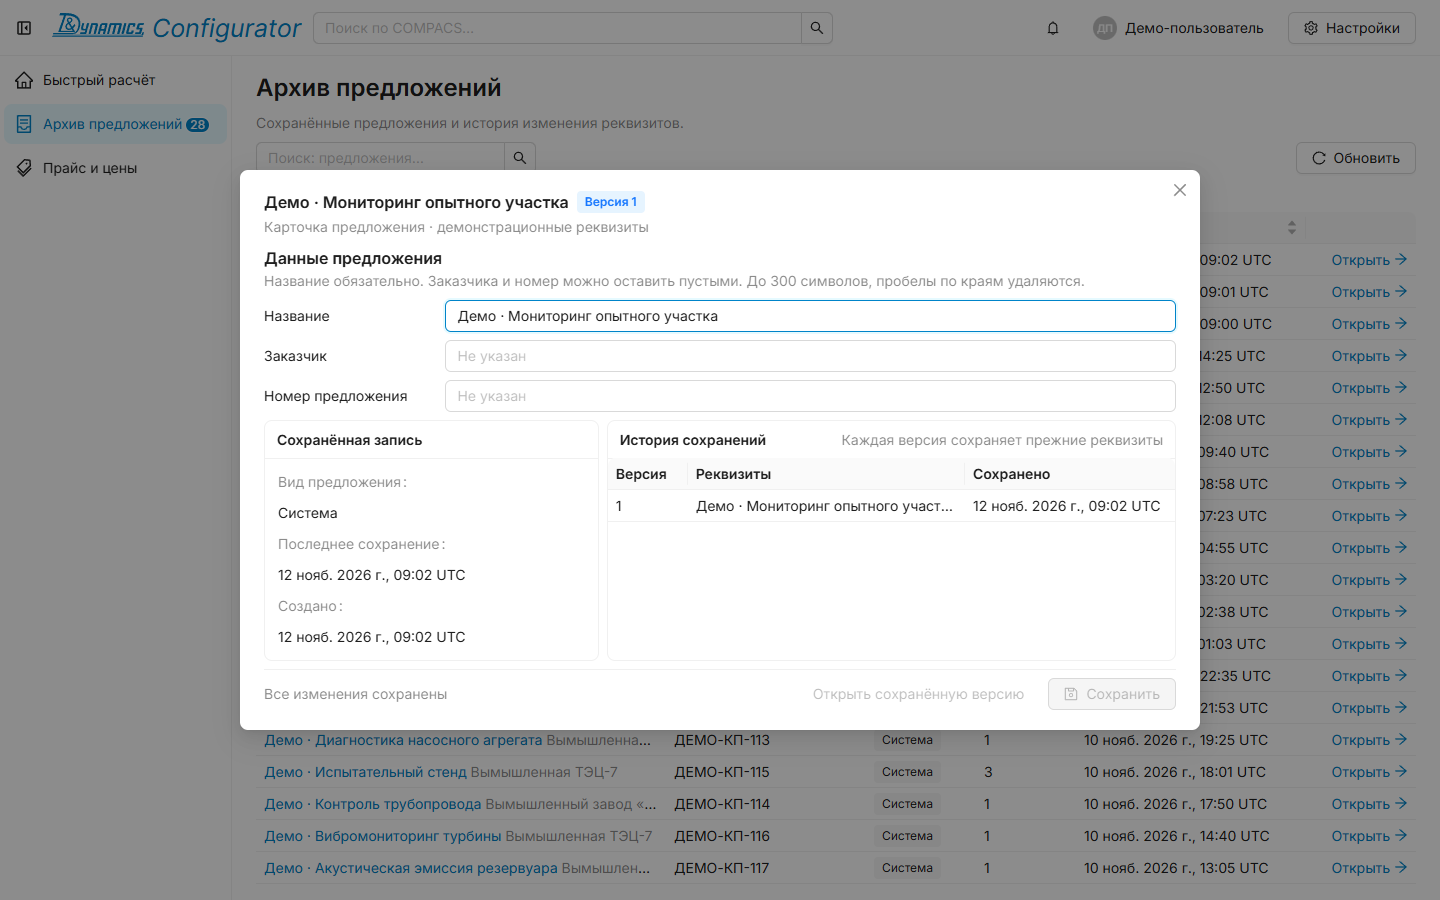 DYNAMICS Configurator
Поиск по COMPACS...
ДП Демо-пользователь
Настройки
Быстрый расчёт
Архив предложений 28
Прайс и цены
Архив предложений
Сохранённые предложения и история изменения реквизитов.
Поиск: предложения...
Обновить
Демо · Мониторинг опытного участка Версия 1
Карточка предложения · демонстрационные реквизиты
Данные предложения
Название обязательно. Заказчика и номер можно оставить пустыми. До 300 символов, пробелы по краям удаляются.
Название Демо · Мониторинг опытного участка
Заказчик Не указан
Номер предложения Не указан
Сохранённая запись
Вид предложения:
Система
Последнее сохранение:
12 нояб. 2026 г., 09:02 UTC
Создано:
12 нояб. 2026 г., 09:02 UTC
История сохранений Каждая версия сохраняет прежние реквизиты
Версия Реквизиты Сохранено
1 Демо · Мониторинг опытного участ... 12 нояб. 2026 г., 09:02 UTC
Все изменения сохранены
Открыть сохранённую версию
Сохранить
09:02 UTC Открыть
09:01 UTC Открыть
09:00 UTC Открыть
14:25 UTC Открыть
12:50 UTC Открыть
12:08 UTC Открыть
09:40 UTC Открыть
08:58 UTC Открыть
07:23 UTC Открыть
04:55 UTC Открыть
03:20 UTC Открыть
02:38 UTC Открыть
01:03 UTC Открыть
22:35 UTC Открыть
21:53 UTC Открыть
Демо · Диагностика насосного агрегата Вымышленна... ДЕМО-КП-113 Система 1 10 нояб. 2026 г., 19:25 UTC Открыть
Демо · Испытательный стенд Вымышленная ТЭЦ-7 ДЕМО-КП-115 Система 3 10 нояб. 2026 г., 18:01 UTC Открыть
Демо · Контроль трубопровода Вымышленный завод «... ДЕМО-КП-114 Система 1 10 нояб. 2026 г., 17:50 UTC Открыть
Демо · Вибромониторинг турбины Вымышленная ТЭЦ-7 ДЕМО-КП-116 Система 1 10 нояб. 2026 г., 14:40 UTC Открыть
Демо · Акустическая эмиссия резервуара Вымышлен... ДЕМО-КП-117 Система 1 10 нояб. 2026 г., 13:05 UTC Открыть